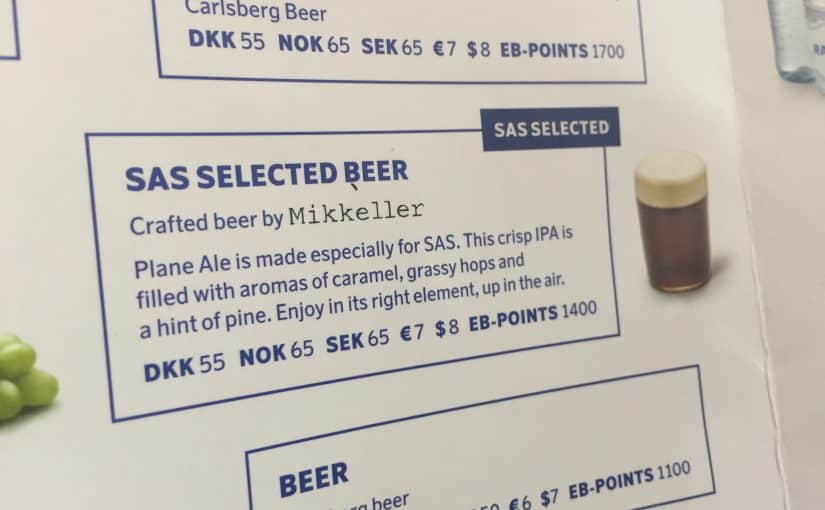 Carlsberg Beer
DKK 55 NOK 65 SEK 65 €7 $8 EB-POINTS 1700
SAS SELECTED
SAS SELECTED BEER
Crafted beer by Mikkeller
Plane Ale is made especially for SAS. This crisp IPA is
filled with aromas of caramel, grassy hops and
a hint of pine. Enjoy in its right element, up in the air.
DKK 55 NOK 65 SEK 65 €7 $8 EB-POINTS 1400
BEER
beer
€6 $7 EB-POINTS 1100